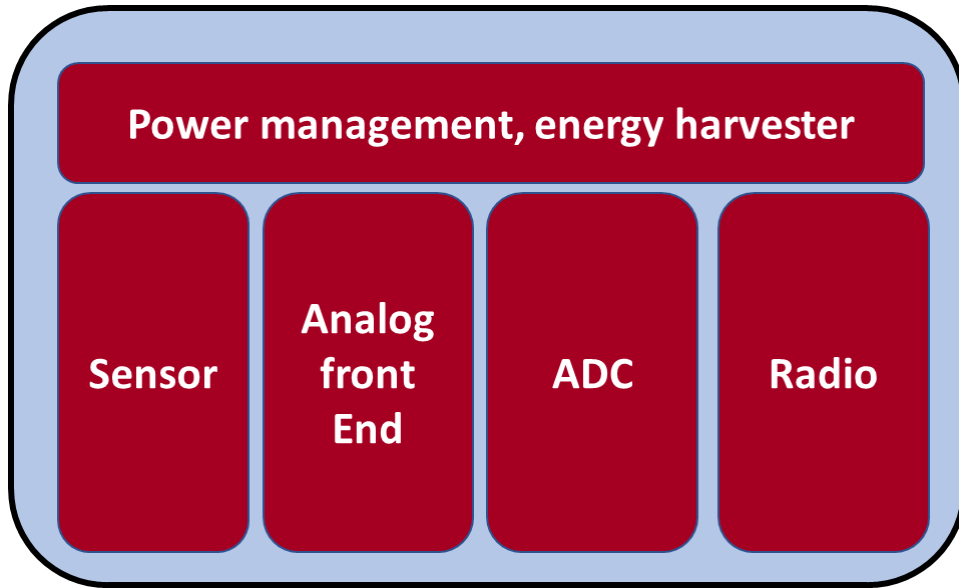 Power management, energy harvester
Sensor
Analog
front
End
ADC
Radio